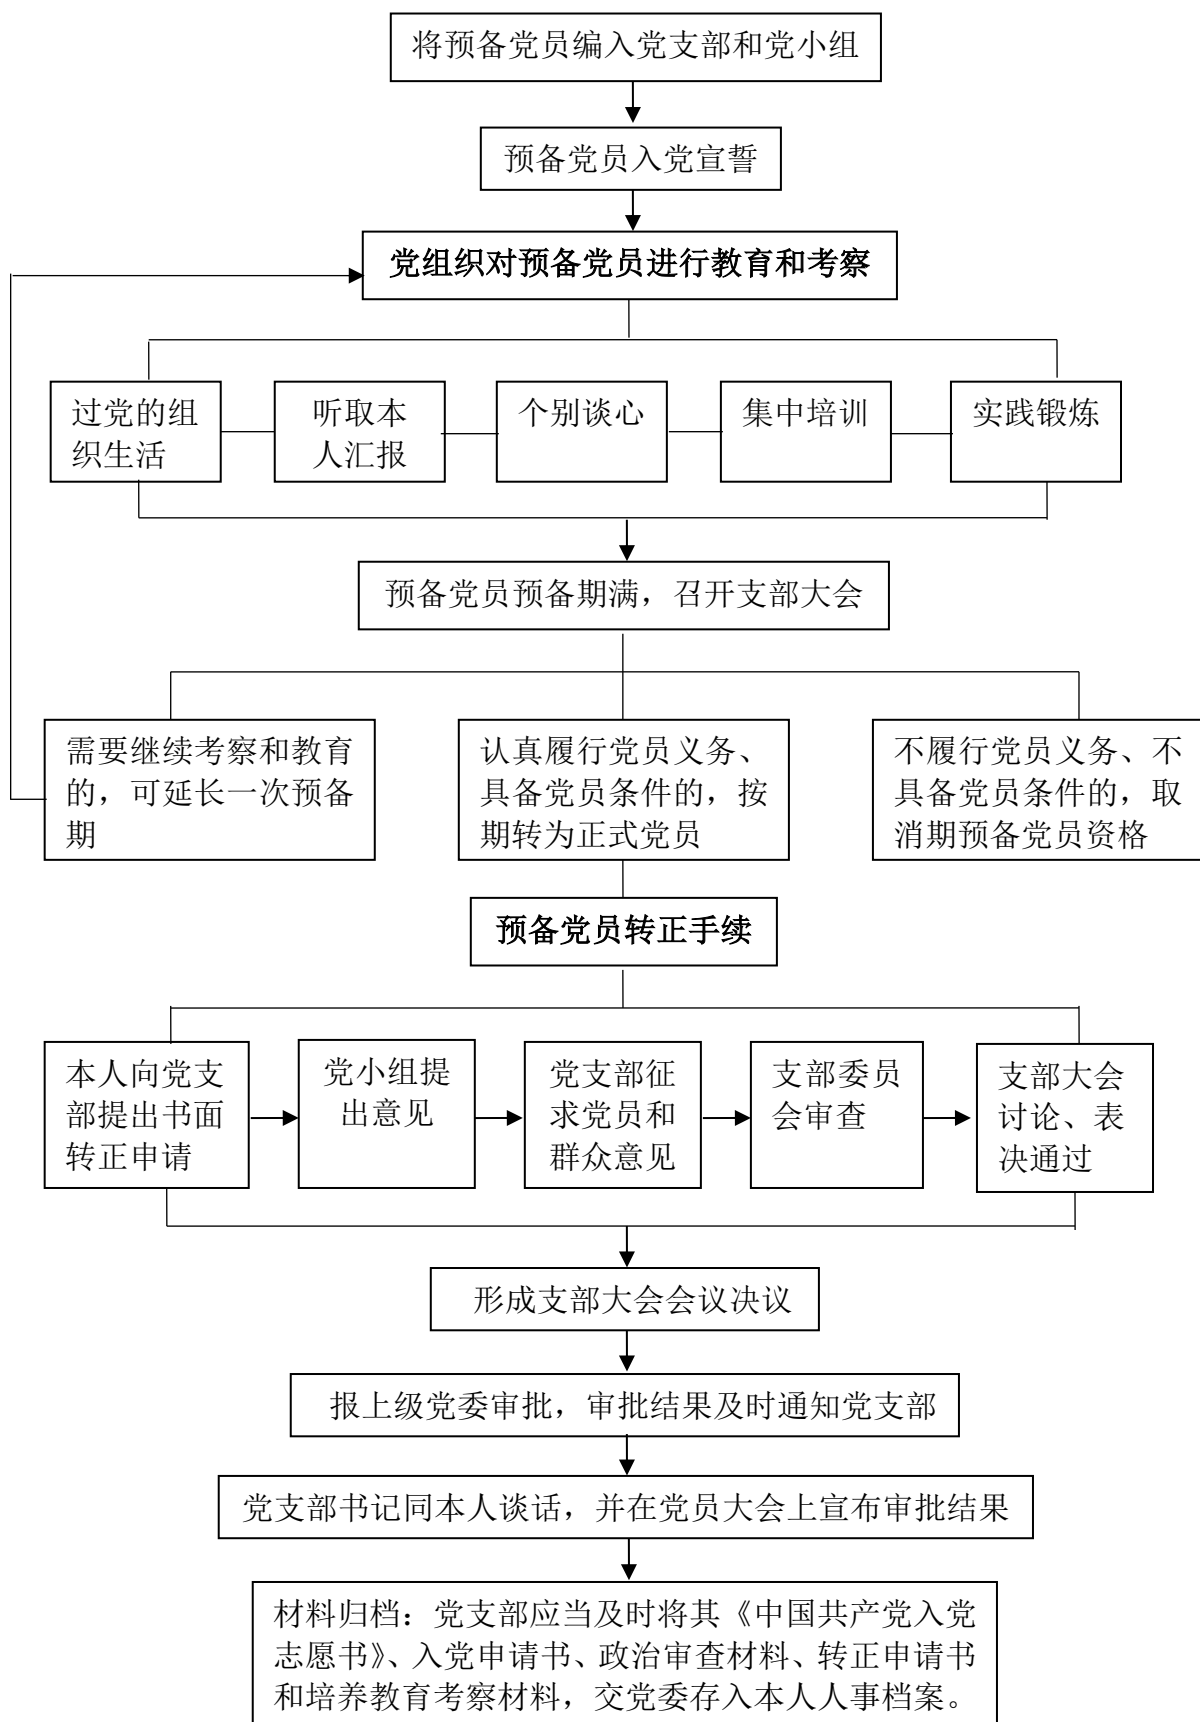 将预备党员编入党支部和党小组
预备党员入党宣誓
党组织对预备党员进行教育和考察
过党的组
织生活
听取本
人汇报
个别谈心
集中培训
实践锻炼
预备党员预备期满，召开支部大会
需要继续考察和教育
的，可延长一次预备
期
认真履行党员义务、
具备党员条件的，按
期转为正式党员
不履行党员义务、不
具备党员条件的，取
消期预备党员资格
预备党员转正手续
本人向党支
部提出书面
转正申请
党小组提
出意见
党支部征
求党员和
群众意见
支部委员
会审查
支部大会
讨论、表
决通过
形成支部大会会议决议
报上级党委审批，审批结果及时通知党支部
党支部书记同本人谈话，并在党员大会上宣布审批结果
材料归档：党支部应当及时将其《中国共产党入党
志愿书》、入党申请书、政治审查材料、转正申请书
和培养教育考察材料，交党委存入本人人事档案。